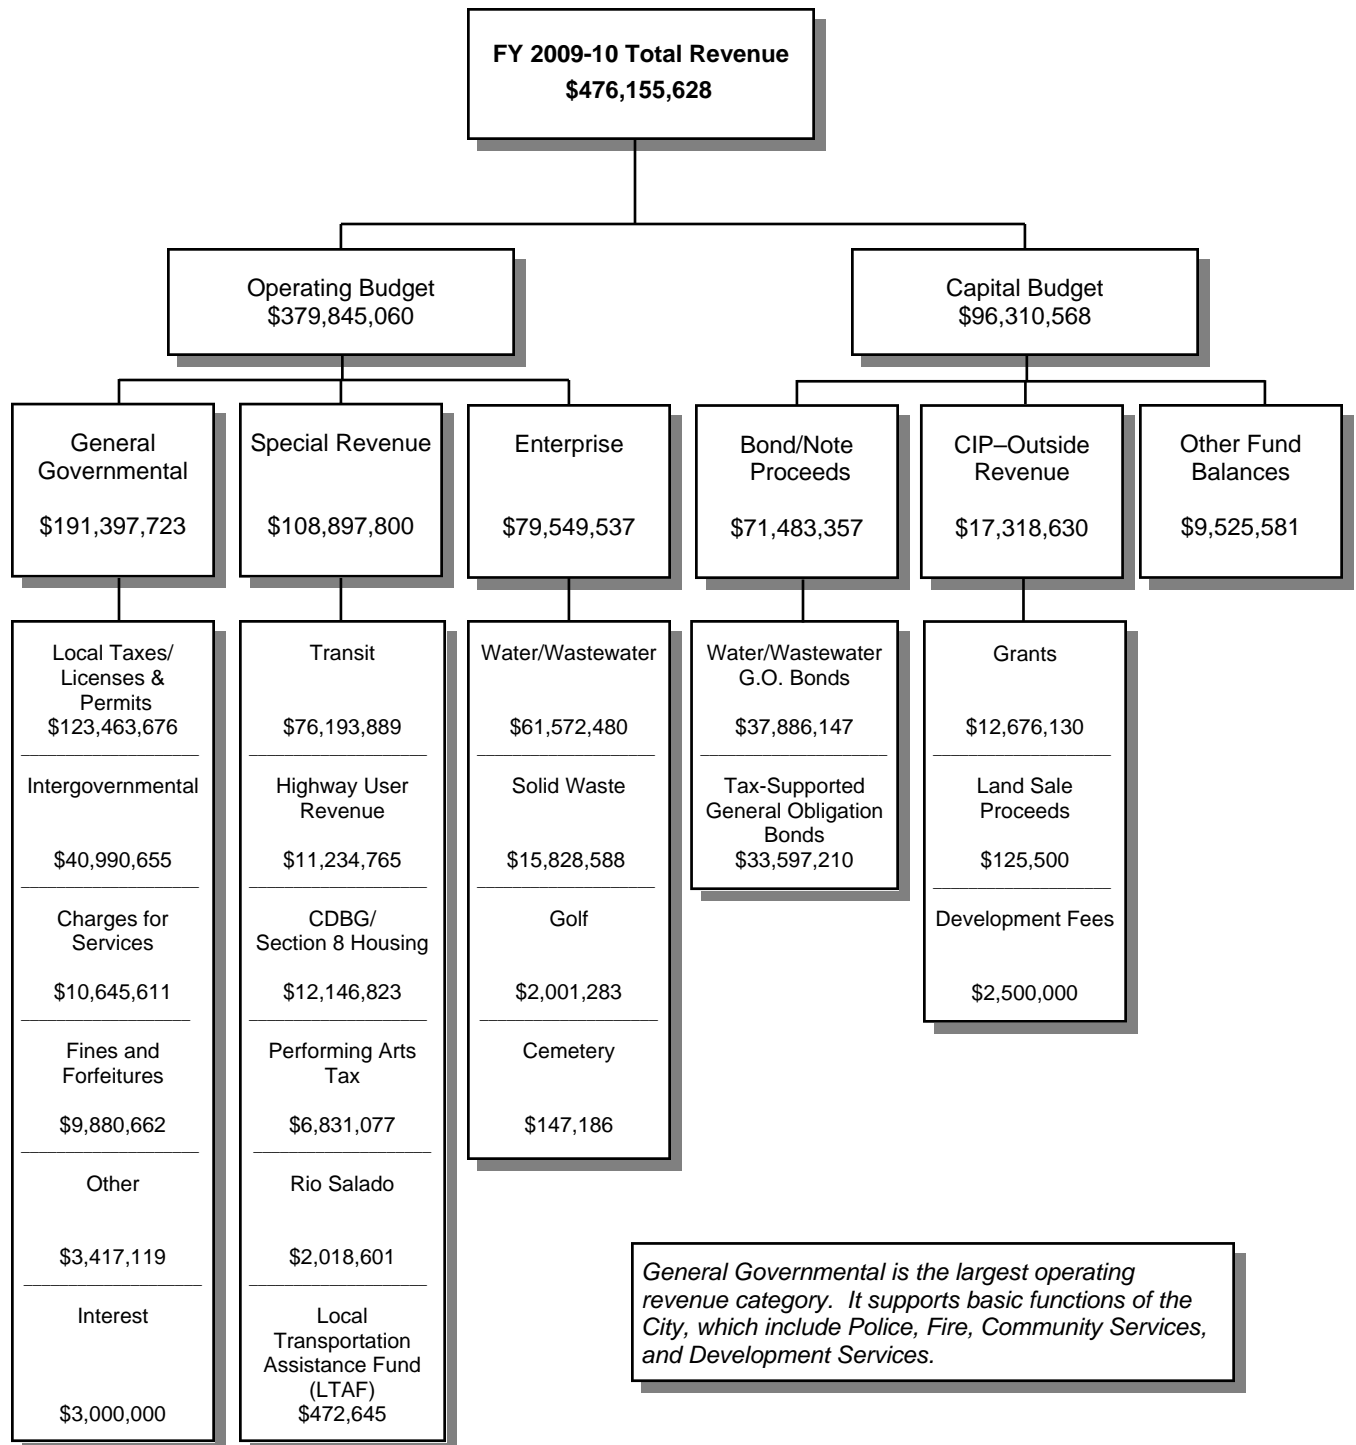 FY 2009-10 Total Revenue
$476,155,628
Operating Budget
$379,845,060
Capital Budget
$96,310,568
General
Governmental
$191,397,723
Special Revenue
$108,897,800
Enterprise
$79,549,537
Bond/Note
Proceeds
$71,483,357
CIP–Outside
Revenue
$17,318,630
Other Fund
Balances
$9,525,581
Local Taxes/
Licenses &
Permits
$123,463,676
Intergovernmental
$40,990,655
Charges for
Services
$10,645,611
Fines and
Forfeitures
$9,880,662
Other
$3,417,119
Interest
$3,000,000
Transit
$76,193,889
Highway User
Revenue
$11,234,765
CDBG/
Section 8 Housing
$12,146,823
Performing Arts
Tax
$6,831,077
Rio Salado
$2,018,601
Local
Transportation
Assistance Fund
(LTAF)
$472,645
Water/Wastewater
$61,572,480
Solid Waste
$15,828,588
Golf
$2,001,283
Cemetery
$147,186
Water/Wastewater
G.O. Bonds
$37,886,147
Tax-Supported
General Obligation
Bonds
$33,597,210
Grants
$12,676,130
Land Sale
Proceeds
$125,500
Development Fees
$2,500,000
General Governmental is the largest operating
revenue category.  It supports basic functions of the
City, which include Police, Fire, Community Services,
and Development Services.